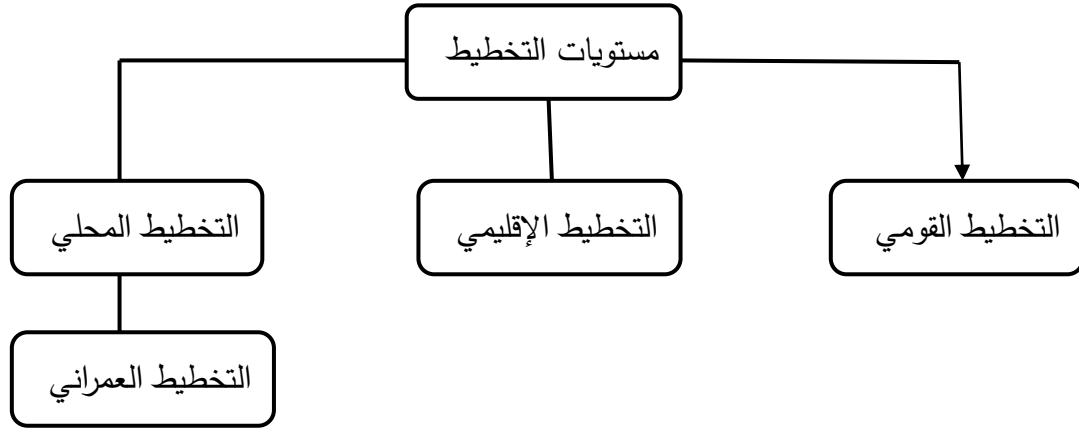 مستويات التخطيط
التخطيط القومي
التخطيط الإقليمي
التخطيط المحلي
التخطيط العمراني